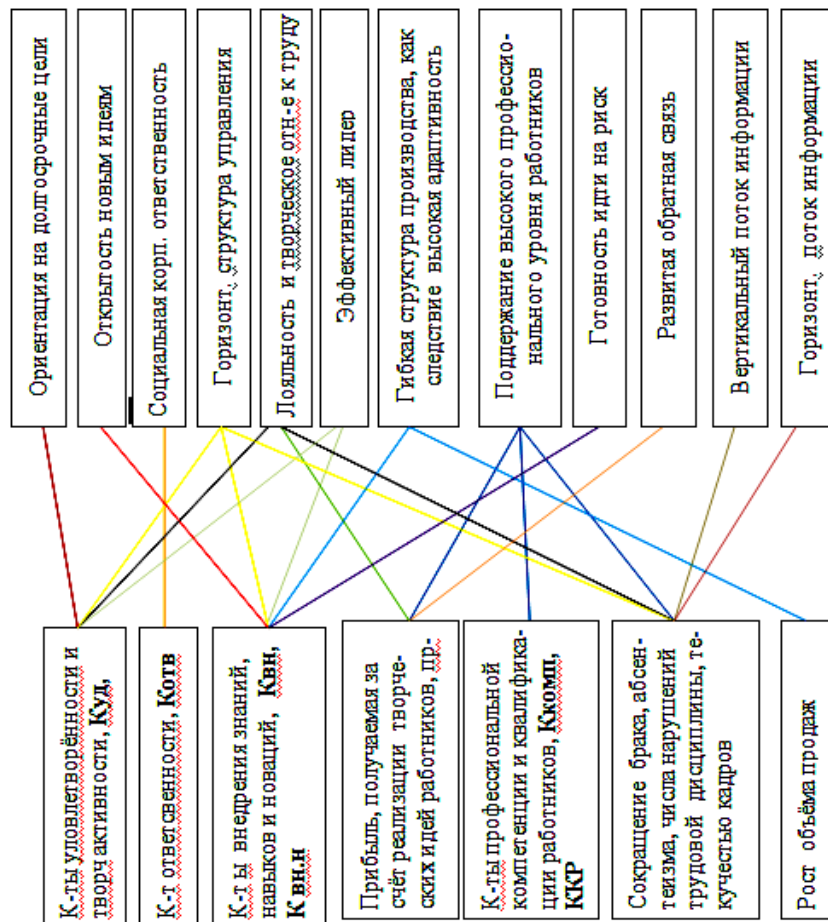 Ориентация на долгосрочные цели
Открытость новым идеям
Социальная корп. ответственность
Горизонт. структура управления
Лояльность и творческое отн-е к труду
Эффективный лидер
Гибкая структура производства, как
следствие высокая адаптивность
Поддержание высокого профессио-
нального уровня работников
Готовность идти на риск
Развитая обратная связь
Вертикальный поток информации
Горизонт. поток информации
К-ты удовлетворённости и
творч активности, Куд,
К-т ответсвенности, Котв
К-ты внедрения знаний,
навыков и новаций, Квн,
К вн.н
Прибыль, получаемая за
счёт реализации творче-
ских идей работников, пр-
К-ты профессиональной
компетенции и квалифика-
ции работников, Ккомп,
ККР
Сокращение брака, абсен-
теизма, числа нарушений
трудовой дисциплины, те-
кучестью кадров
Рост объёма продаж